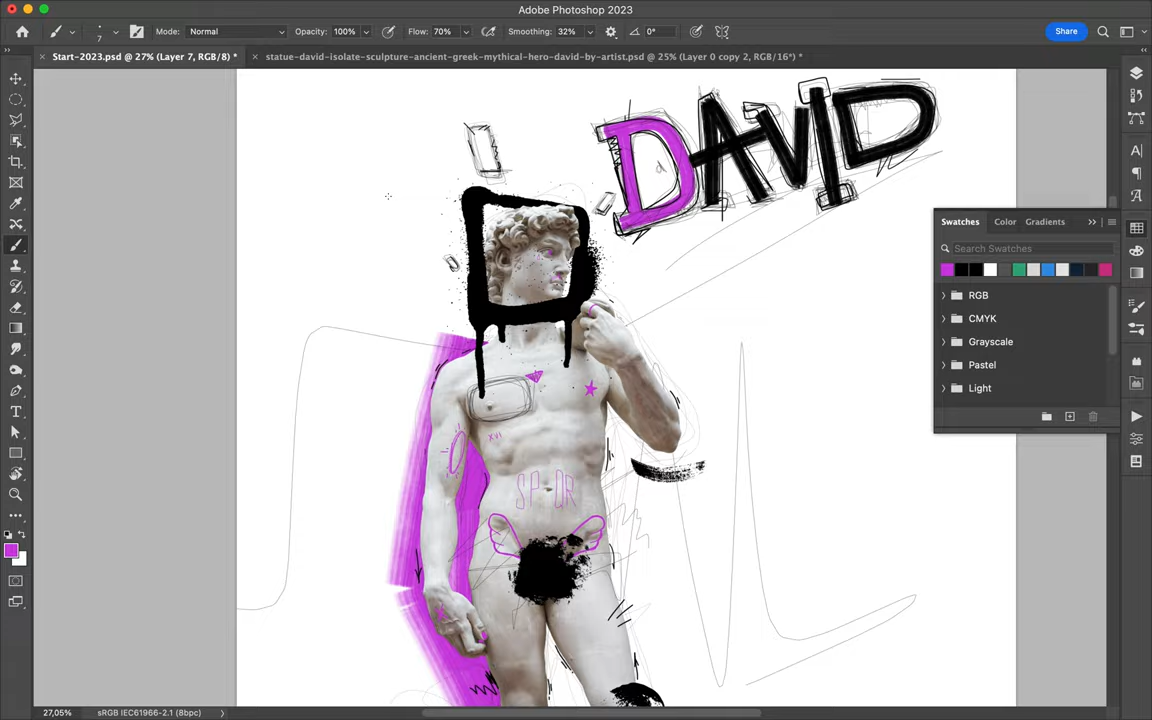 Adobe Photoshop 2023
7 Mode: Normal Opacity: 100% Flow: 70% Smoothing: 32% 0° Share
Start-2023.psd @ 27% (Layer 7, RGB/8) * statue-david-isolate-sculpture-ancient-greek-mythical-hero-david-by-artist.psd @ 25% (Layer 0 copy 2, RGB/16*) *
DAViD
d
Swatches Color Gradients
Search Swatches
RGB
CMYK
Grayscale
Pastel
Light
XVI
SPQR
27,05% sRGB IEC61966-2.1 (8bpc)